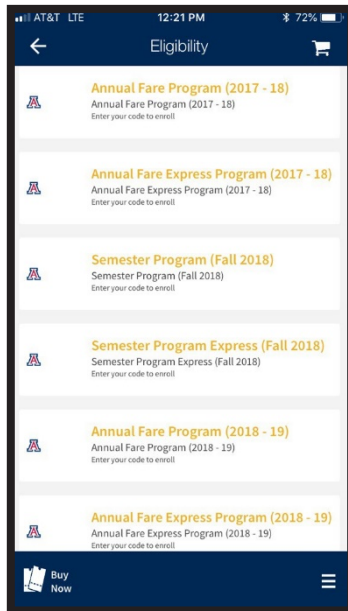 AT&T LTE 12:21 PM 72%
Eligibility
Annual Fare Program (2017 - 18)
Annual Fare Program (2017 - 18)
Enter your code to enroll
Annual Fare Express Program (2017 - 18)
Annual Fare Express Program (2017 - 18)
Enter your code to enroll
Semester Program (Fall 2018)
Semester Program (Fall 2018)
Enter your code to enroll
Semester Program Express (Fall 2018)
Semester Program Express (Fall 2018)
Enter your code to enroll
Annual Fare Program (2018 - 19)
Annual Fare Program (2018 - 19)
Enter your code to enroll
Annual Fare Express Program (2018 - 19)
Annual Fare Express Program (2018 - 19)
Enter your code to enroll
Buy
Now